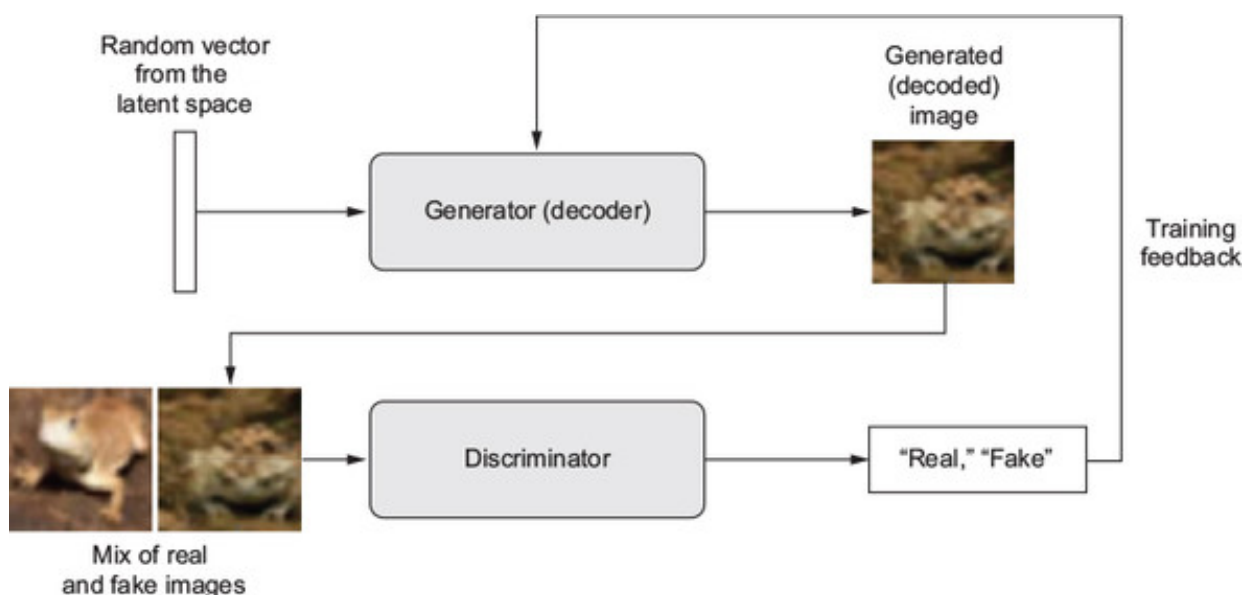 Random vector
from the
latent space
Generator (decoder)
Generated
(decoded)
image
Training
feedback
Discriminator
“Real,” “Fake”
Mix of real
and fake images